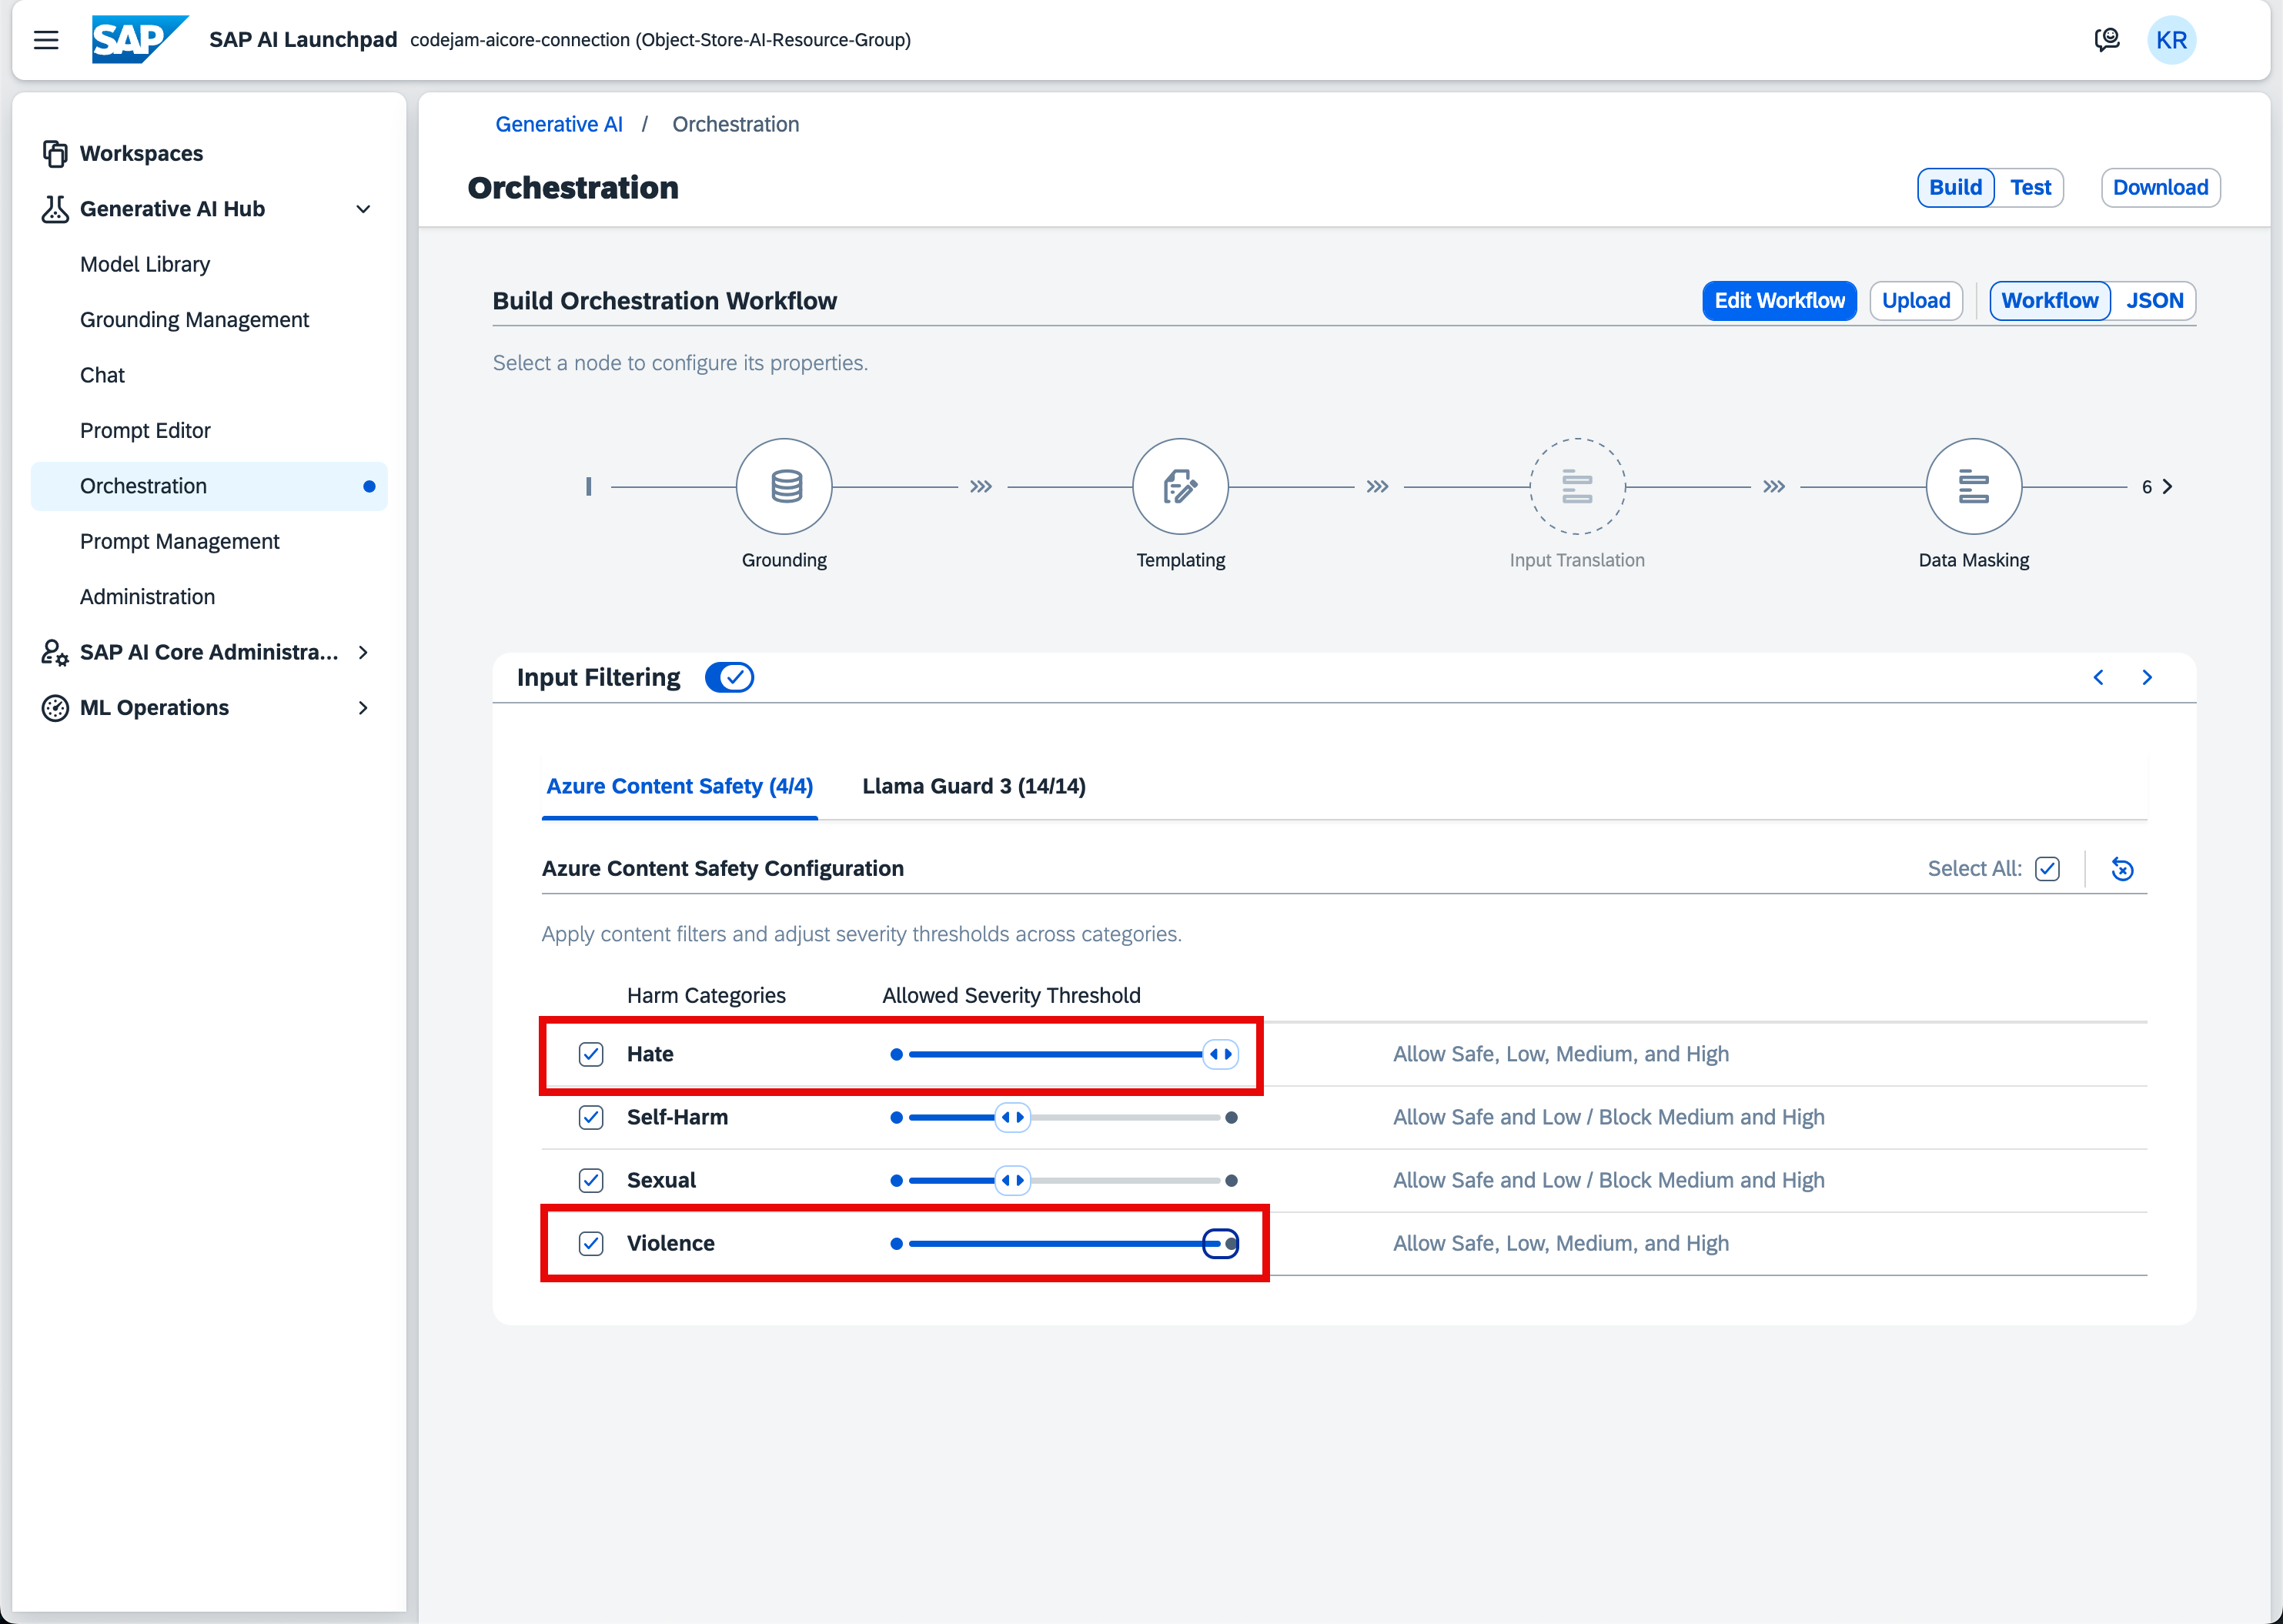 SAP SAP AI Launchpad codejam-aicore-connection (Object-Store-AI-Resource-Group) KR
Workspaces
Generative AI Hub
Model Library
Grounding Management
Chat
Prompt Editor
Orchestration
Prompt Management
Administration
SAP AI Core Administra...
ML Operations
Generative AI / Orchestration
Orchestration Build Test Download
Build Orchestration Workflow Edit Workflow Upload Workflow JSON
Select a node to configure its properties.
6
Grounding Templating Input Translation Data Masking
Input Filtering
Azure Content Safety (4/4) Llama Guard 3 (14/14)
Azure Content Safety Configuration Select All:
Apply content filters and adjust severity thresholds across categories.
Harm Categories Allowed Severity Threshold
Hate Allow Safe, Low, Medium, and High
Self-Harm Allow Safe and Low / Block Medium and High
Sexual Allow Safe and Low / Block Medium and High
Violence Allow Safe, Low, Medium, and High